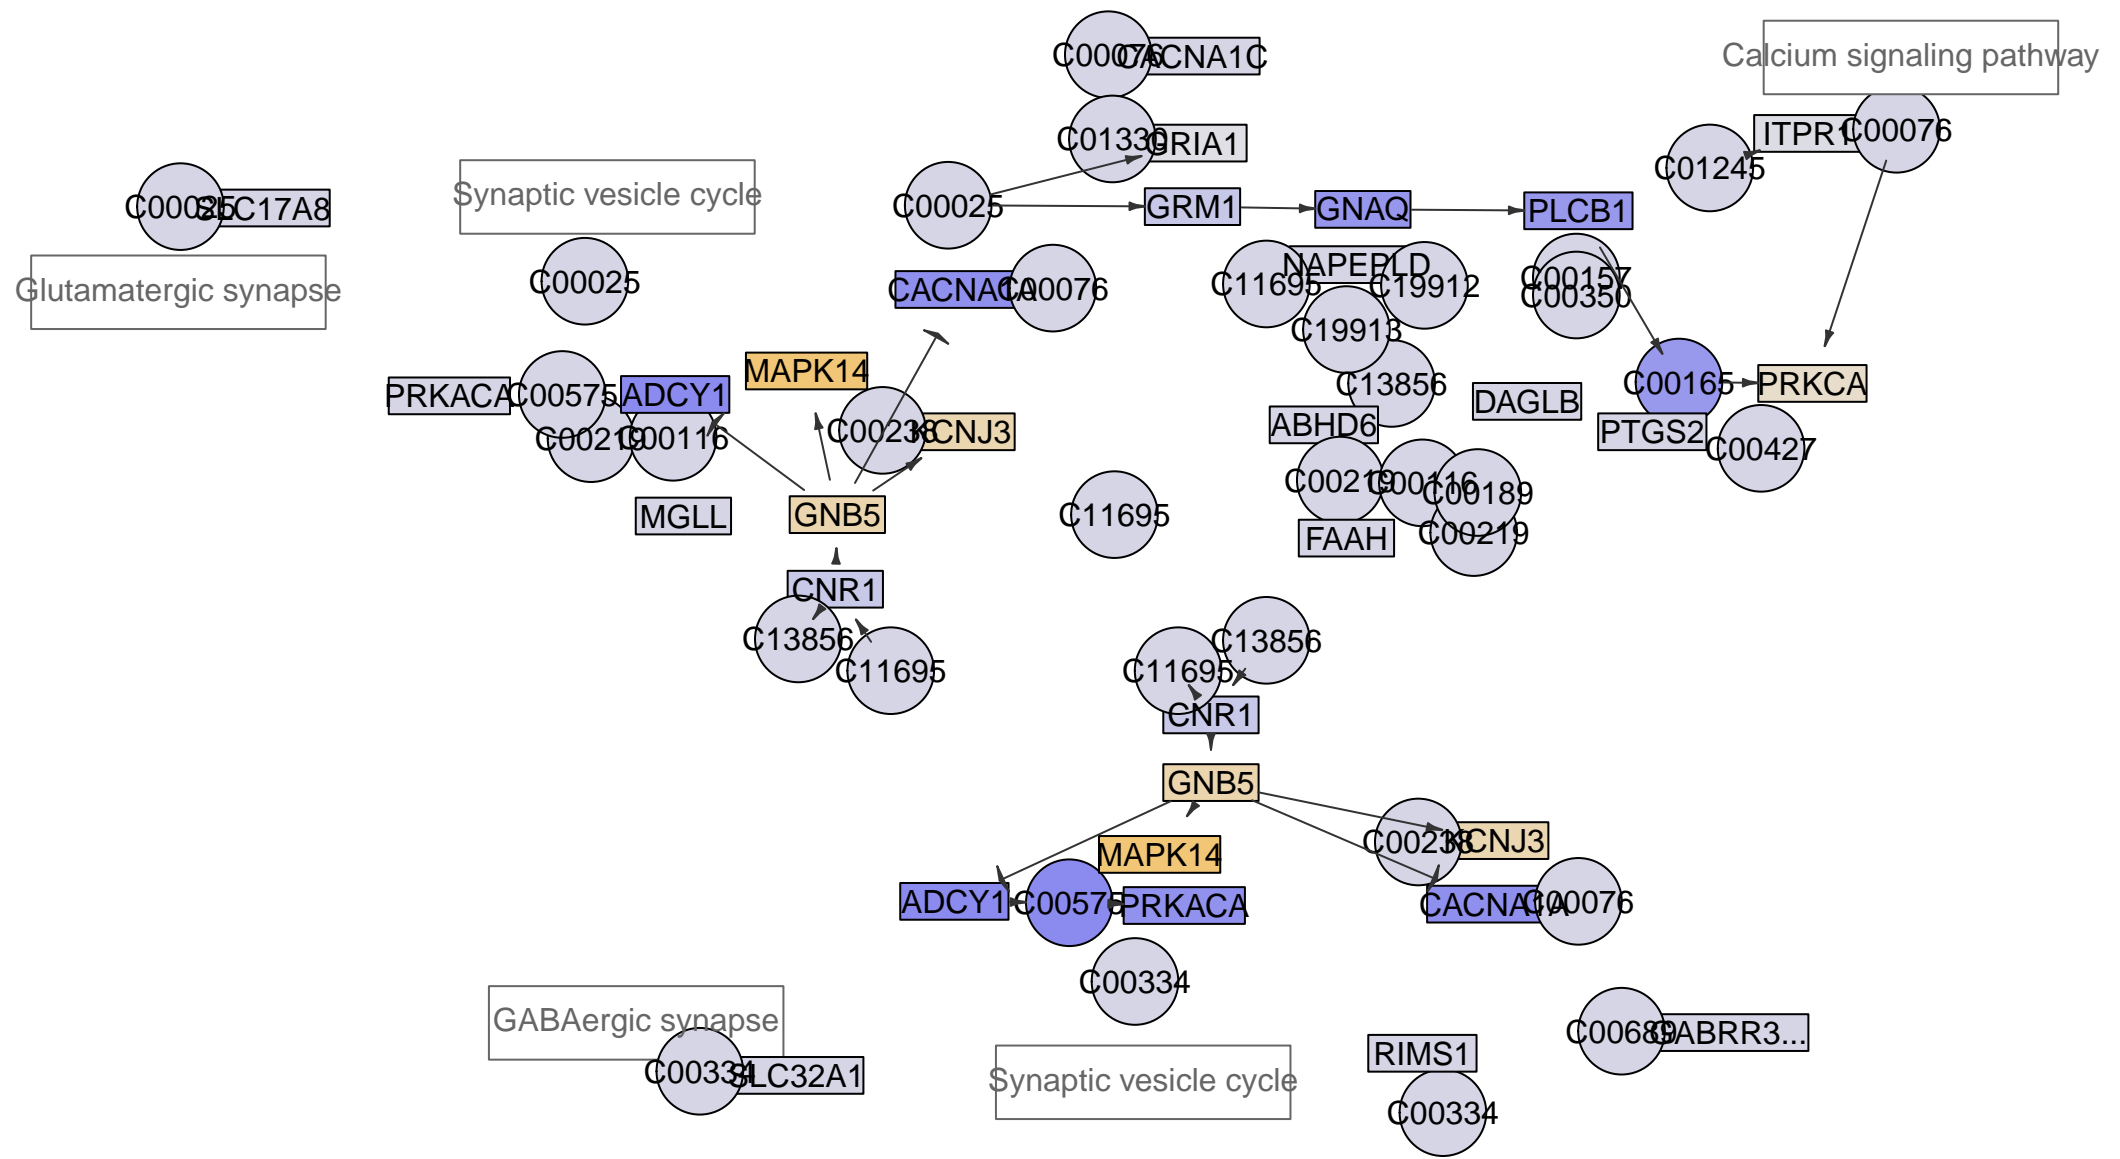 C00076
CACNA1C
Calcium signaling pathway
C01330
GRIA1
ITPR1
C00076
C01245
C00025
SLC17A8
Synaptic vesicle cycle
C00025
GRM1
GNAQ
PLCB1
Glutamatergic synapse
C00025
CACNA1A
C00076
C11695
NAPEPLD
C19912
C00157
C00350
C19913
MAPK14
C13856
C00165
PRKCA
PRKACA
C00575
ADCY1
DAGLB
C00219
C00116
C00238
KCNJ3
ABHD6
PTGS2
C00427
MGLL
GNB5
C11695
C00219
C00116
C00189
FAAH
C00219
CNR1
C13856
C11695
C13856
C11695
CNR1
GNB5
MAPK14
C00238
KCNJ3
ADCY1
C00575
PRKACA
CACNA1A
C00076
C00334
GABAergic synapse
C00334
SLC32A1
Synaptic vesicle cycle
RIMS1
C00334
C00689
GABRR3...